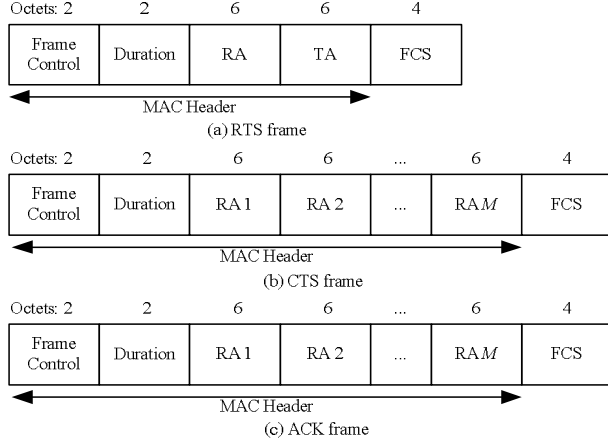 Octets: 2 2 6 6 4
Frame Control Duration RA TA FCS
MAC Header
(a) RTS frame
Octets: 2 2 6 6 ... 6 4
Frame Control Duration RA 1 RA 2 ... RA M FCS
MAC Header
(b) CTS frame
Octets: 2 2 6 6 ... 6 4
Frame Control Duration RA 1 RA 2 ... RA M FCS
MAC Header
(c) ACK frame